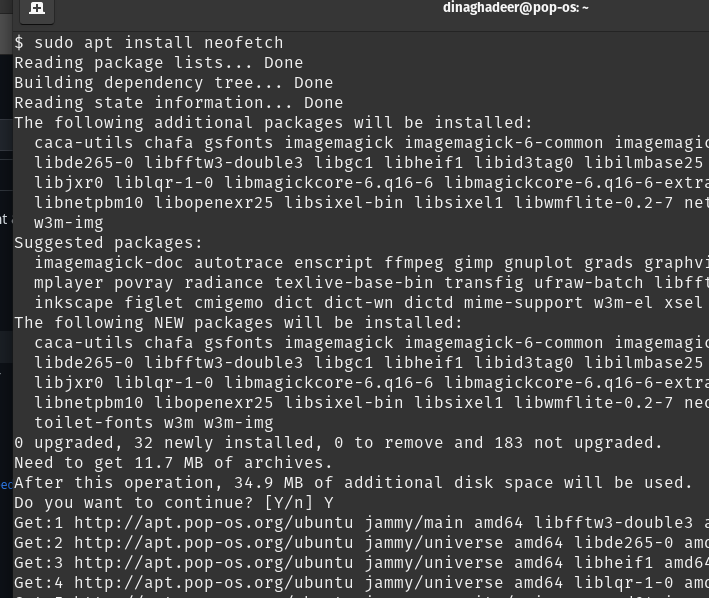 dinaghadeer@pop-os: ~
$ sudo apt install neofetch
Reading package lists... Done
Building dependency tree... Done
Reading state information... Done
The following additional packages will be installed:
caca-utils chafa gsfonts imagemagick imagemagick-6-common imagemagic
libde265-0 libfftw3-double3 libgc1 libheif1 libid3tag0 libilmbase25
libjxr0 liblqr-1-0 libmagickcore-6.q16-6 libmagickcore-6.q16-6-extra
libnetpbm10 libopenexr25 libsixel-bin libsixel1 libwmflite-0.2-7 net
w3m-img
Suggested packages:
imagemagick-doc autotrace enscript ffmpeg gimp gnuplot grads graphvi
mplayer povray radiance texlive-base-bin transfig ufraw-batch libfft
inkscape figlet cmigemo dict dict-wn dictd mime-support w3m-el xsel
The following NEW packages will be installed:
caca-utils chafa gsfonts imagemagick imagemagick-6-common imagemagic
libde265-0 libfftw3-double3 libgc1 libheif1 libid3tag0 libilmbase25
libjxr0 liblqr-1-0 libmagickcore-6.q16-6 libmagickcore-6.q16-6-extra
libnetpbm10 libopenexr25 libsixel-bin libsixel1 libwmflite-0.2-7 neo
toilet-fonts w3m w3m-img
0 upgraded, 32 newly installed, 0 to remove and 183 not upgraded.
Need to get 11.7 MB of archives.
After this operation, 34.9 MB of additional disk space will be used.
Do you want to continue? [Y/n] Y
Get:1 http://apt.pop-os.org/ubuntu jammy/main amd64 libfftw3-double3 a
Get:2 http://apt.pop-os.org/ubuntu jammy/universe amd64 libde265-0 amd
Get:3 http://apt.pop-os.org/ubuntu jammy/universe amd64 libheif1 amd64
Get:4 http://apt.pop-os.org/ubuntu jammy/universe amd64 liblqr-1-0 amd